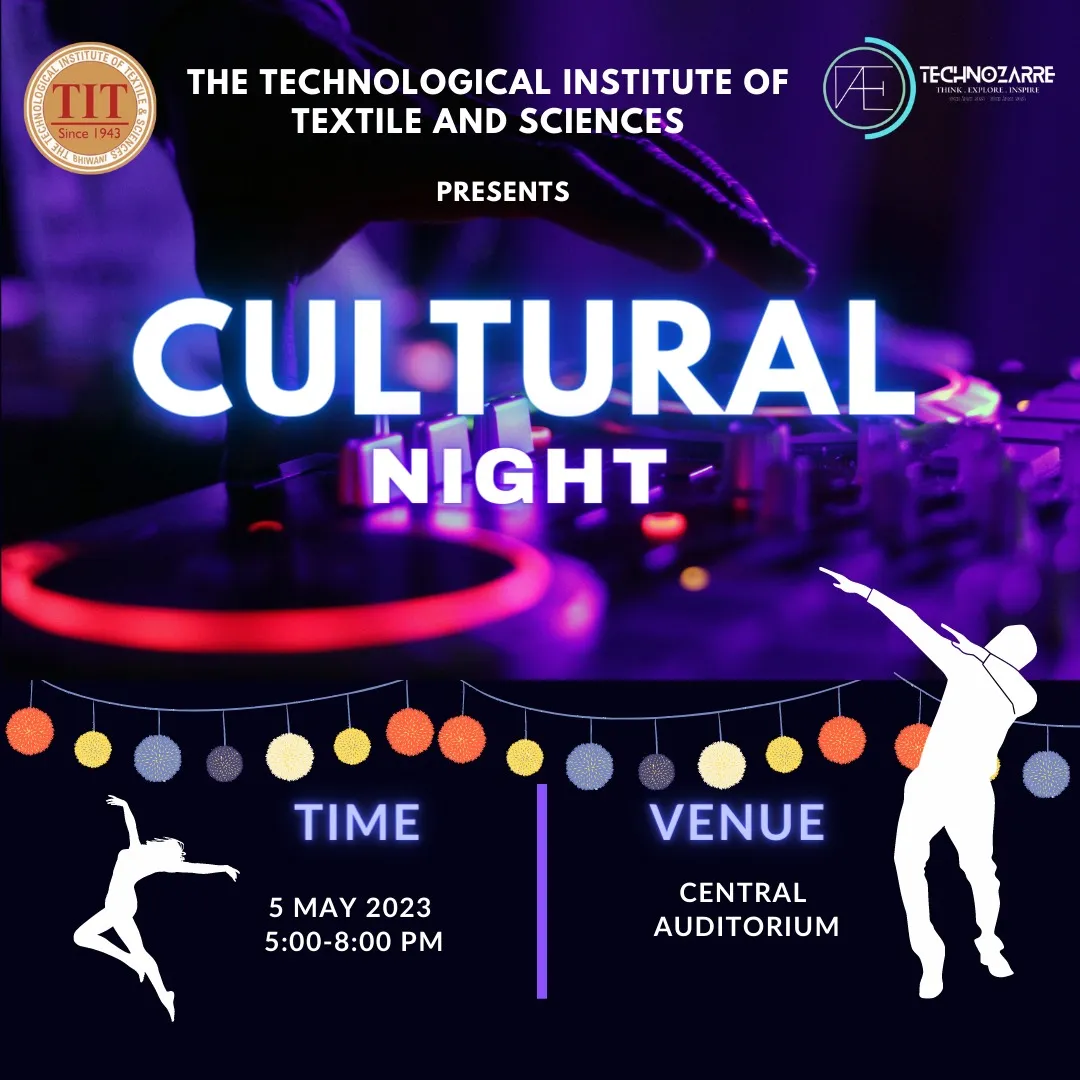 THE TECHNOLOGICAL INSTITUTE OF TEXTILE & SCIENCES
TIT
Since 1943
BHIWANI
THE TECHNOLOGICAL INSTITUTE OF
TEXTILE AND SCIENCES
TECHNOZARRE
THINK . EXPLORE . INSPIRE
PRESENTS
CULTURAL
NIGHT
TIME
VENUE
5 MAY 2023
5:00-8:00 PM
CENTRAL
AUDITORIUM